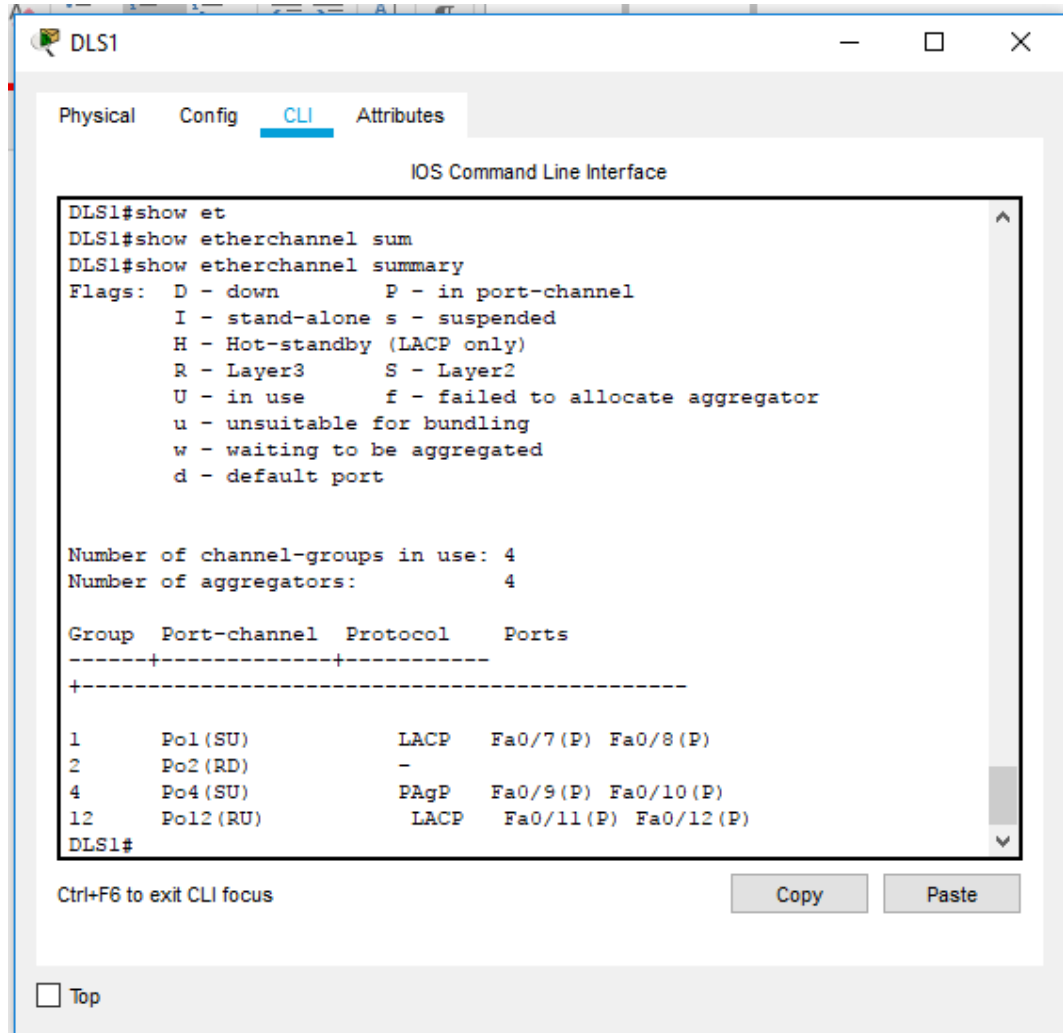 DLS1
Physical Config CLI Attributes
IOS Command Line Interface
DLS1#show et
DLS1#show etherchannel sum
DLS1#show etherchannel summary
Flags:  D - down        P - in port-channel
        I - stand-alone s - suspended
        H - Hot-standby (LACP only)
        R - Layer3      S - Layer2
        U - in use      f - failed to allocate aggregator
        u - unsuitable for bundling
        w - waiting to be aggregated
        d - default port
Number of channel-groups in use: 4
Number of aggregators:           4
Group  Port-channel  Protocol    Ports
------+-------------+-----------
+----------------------------------------------
1      Po1(SU)           LACP   Fa0/7(P) Fa0/8(P)
2      Po2(RD)           -
4      Po4(SU)           PAgP   Fa0/9(P) Fa0/10(P)
12     Po12(RU)           LACP   Fa0/11(P) Fa0/12(P)
DLS1#
Ctrl+F6 to exit CLI focus
Copy Paste
Top